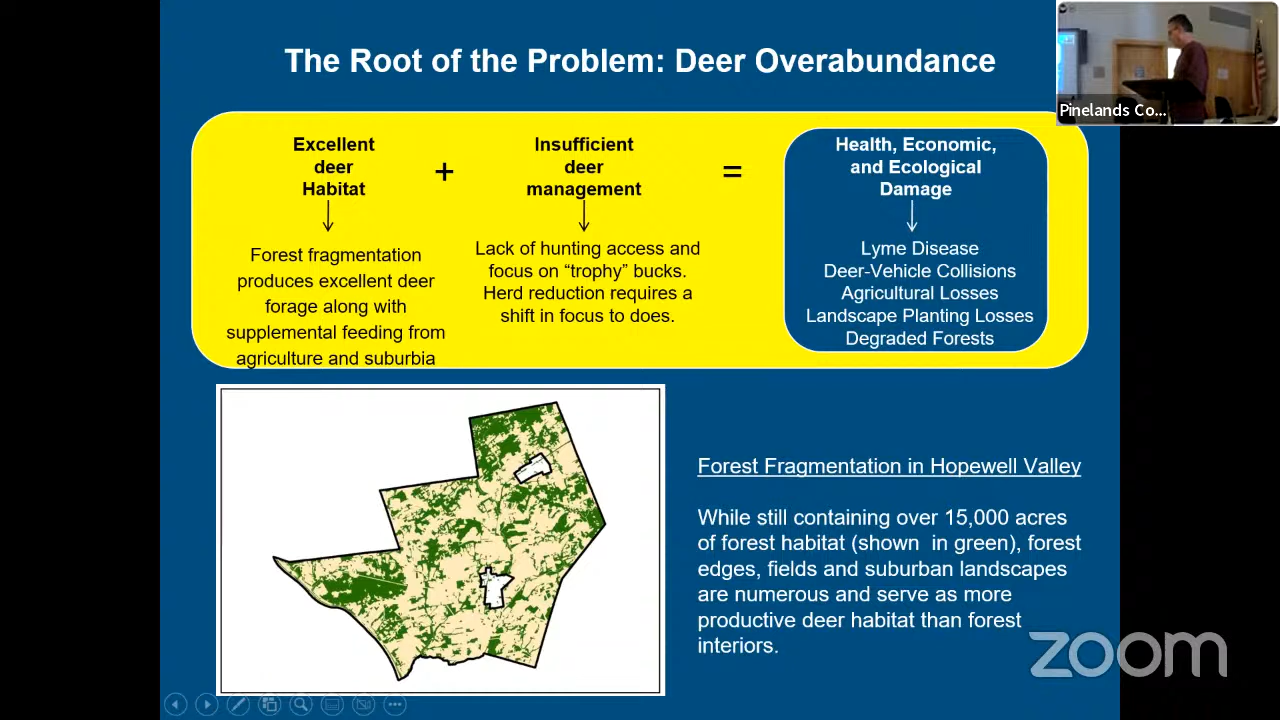 The Root of the Problem: Deer Overabundance
Excellent
deer
Habitat
+
Insufficient
deer
management
=
Health, Economic,
and Ecological
Damage
Forest fragmentation
produces excellent deer
forage along with
supplemental feeding from
agriculture and suburbia
Lack of hunting access and
focus on “trophy” bucks.
Herd reduction requires a
shift in focus to does.
Lyme Disease
Deer-Vehicle Collisions
Agricultural Losses
Landscape Planting Losses
Degraded Forests
Forest Fragmentation in Hopewell Valley
While still containing over 15,000 acres
of forest habitat (shown  in green), forest
edges, fields and suburban landscapes
are numerous and serve as more
productive deer habitat than forest
interiors.
Pinelands Co...
zoom